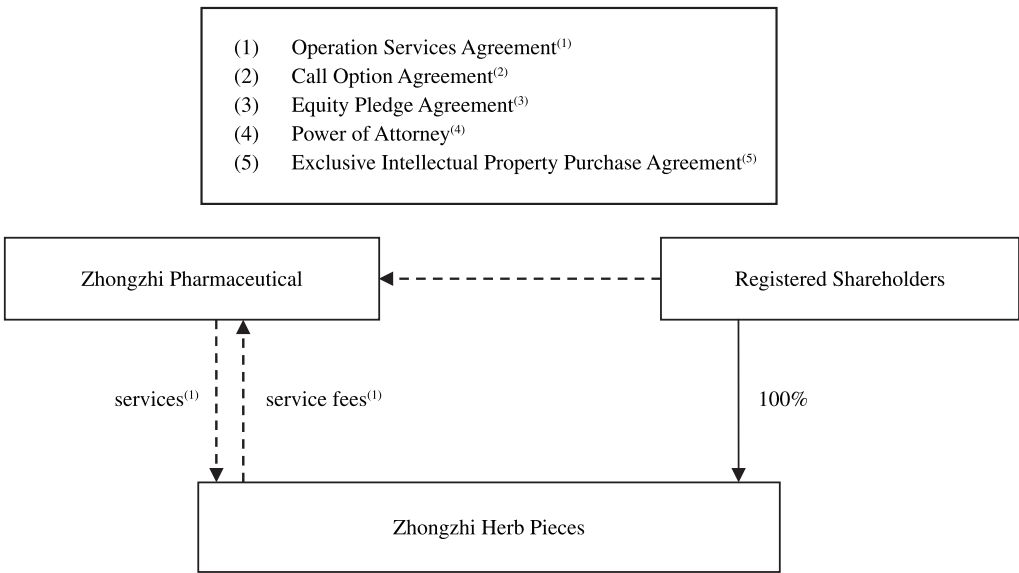 (1) Operation Services Agreement(1)
(2) Call Option Agreement(2)
(3) Equity Pledge Agreement(3)
(4) Power of Attorney(4)
(5) Exclusive Intellectual Property Purchase Agreement(5)
Zhongzhi Pharmaceutical
Registered Shareholders
services(1)
service fees(1)
100%
Zhongzhi Herb Pieces